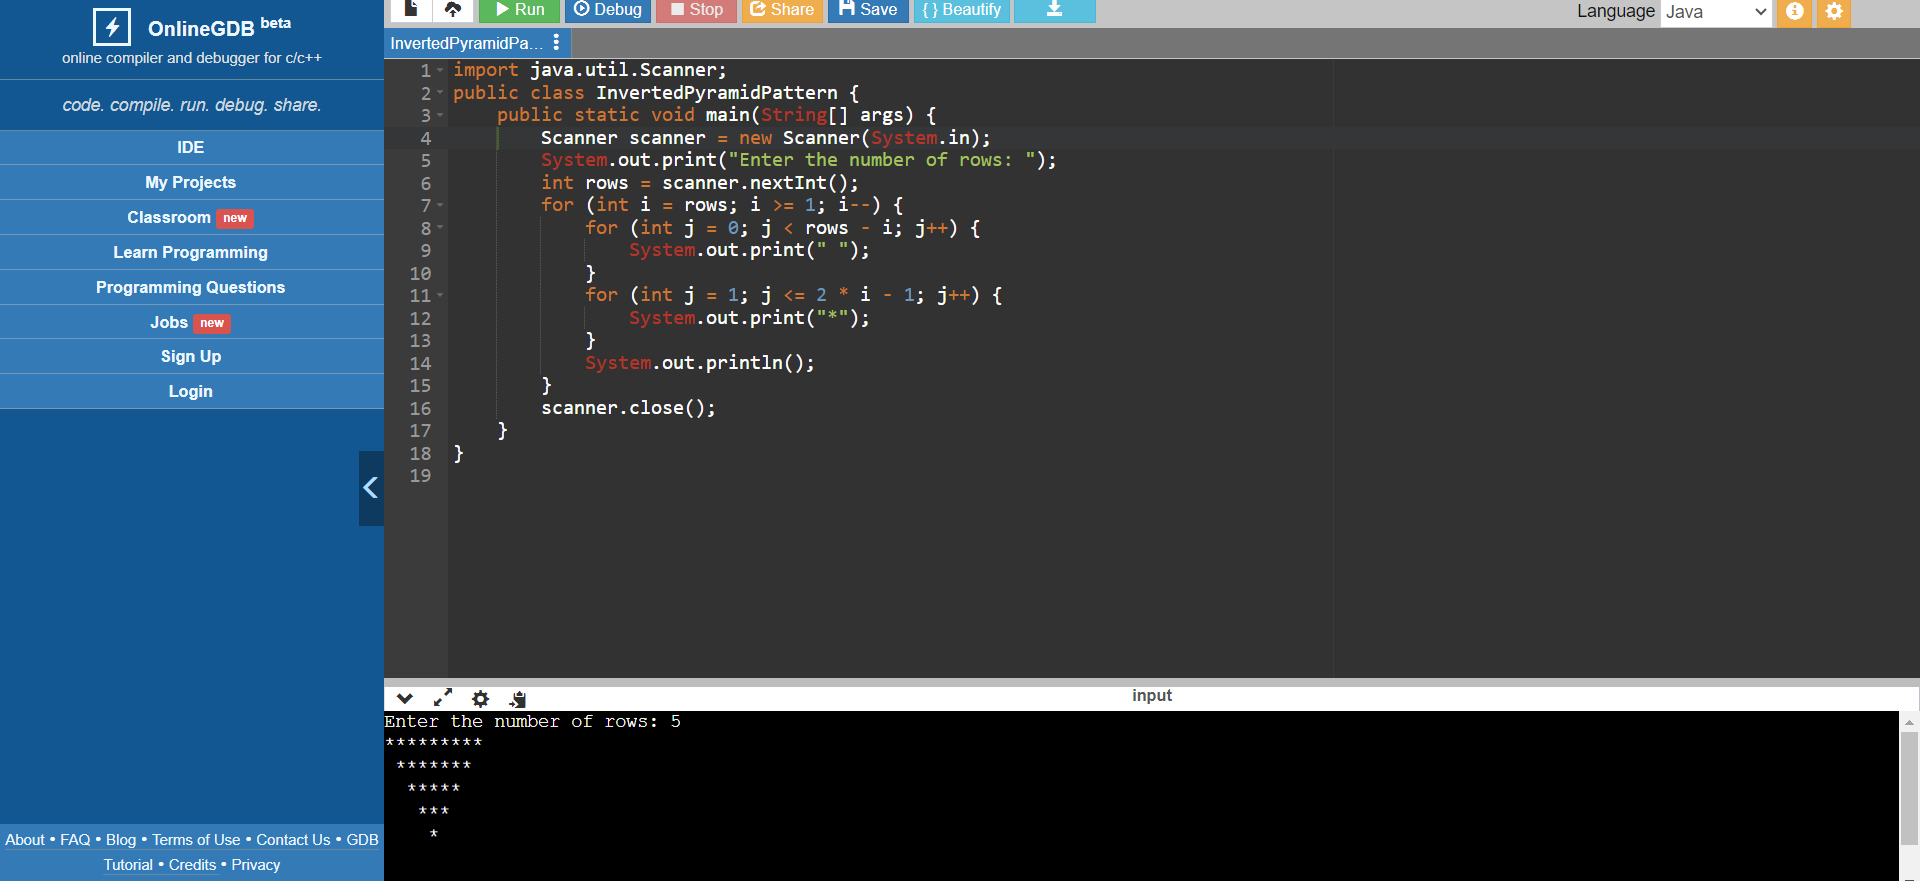 OnlineGDB beta
online compiler and debugger for c/c++
code. compile. run. debug. share.
IDE
My Projects
Classroom new
Learn Programming
Programming Questions
Jobs new
Sign Up
Login
About • FAQ • Blog • Terms of Use • Contact Us • GDB
Tutorial • Credits • Privacy
Run Debug Stop Share Save { } Beautify
Language Java
InvertedPyramidPa...
1 import java.util.Scanner;
2 public class InvertedPyramidPattern {
3     public static void main(String[] args) {
4         Scanner scanner = new Scanner(System.in);
5         System.out.print("Enter the number of rows: ");
6         int rows = scanner.nextInt();
7         for (int i = rows; i >= 1; i--) {
8             for (int j = 0; j < rows - i; j++) {
9                 System.out.print(" ");
10             }
11             for (int j = 1; j <= 2 * i - 1; j++) {
12                 System.out.print("*");
13             }
14             System.out.println();
15         }
16         scanner.close();
17     }
18 }
19
input
Enter the number of rows: 5
*********
 *******
  *****
   ***
    *